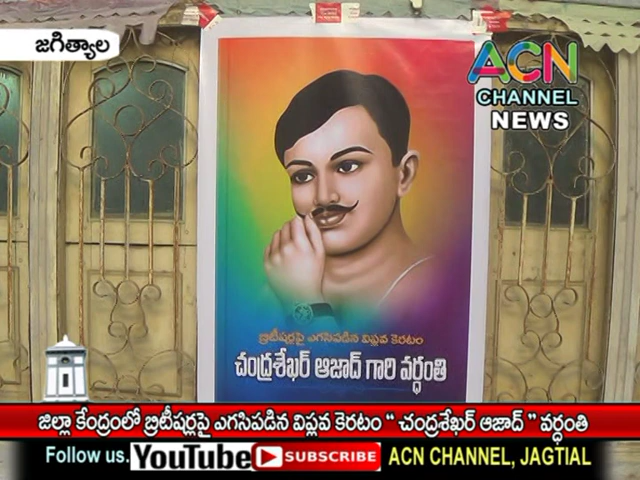 జగిత్యాల
ACN
CHANNEL
NEWS
బ్రిటీషర్లపై ఎగసిపడిన విప్లవ కెరటం
చంద్రశేఖర్ ఆజాద్ గారి వర్ధంతి
జిల్లా కేంద్రంలో బ్రిటీషర్లపై ఎగసిపడిన విప్లవ కెరటం “ చంద్రశేఖర్ ఆజాద్ ” వర్ధంతి
Follow us. YouTube SUBSCRIBE ACN CHANNEL, JAGTIAL